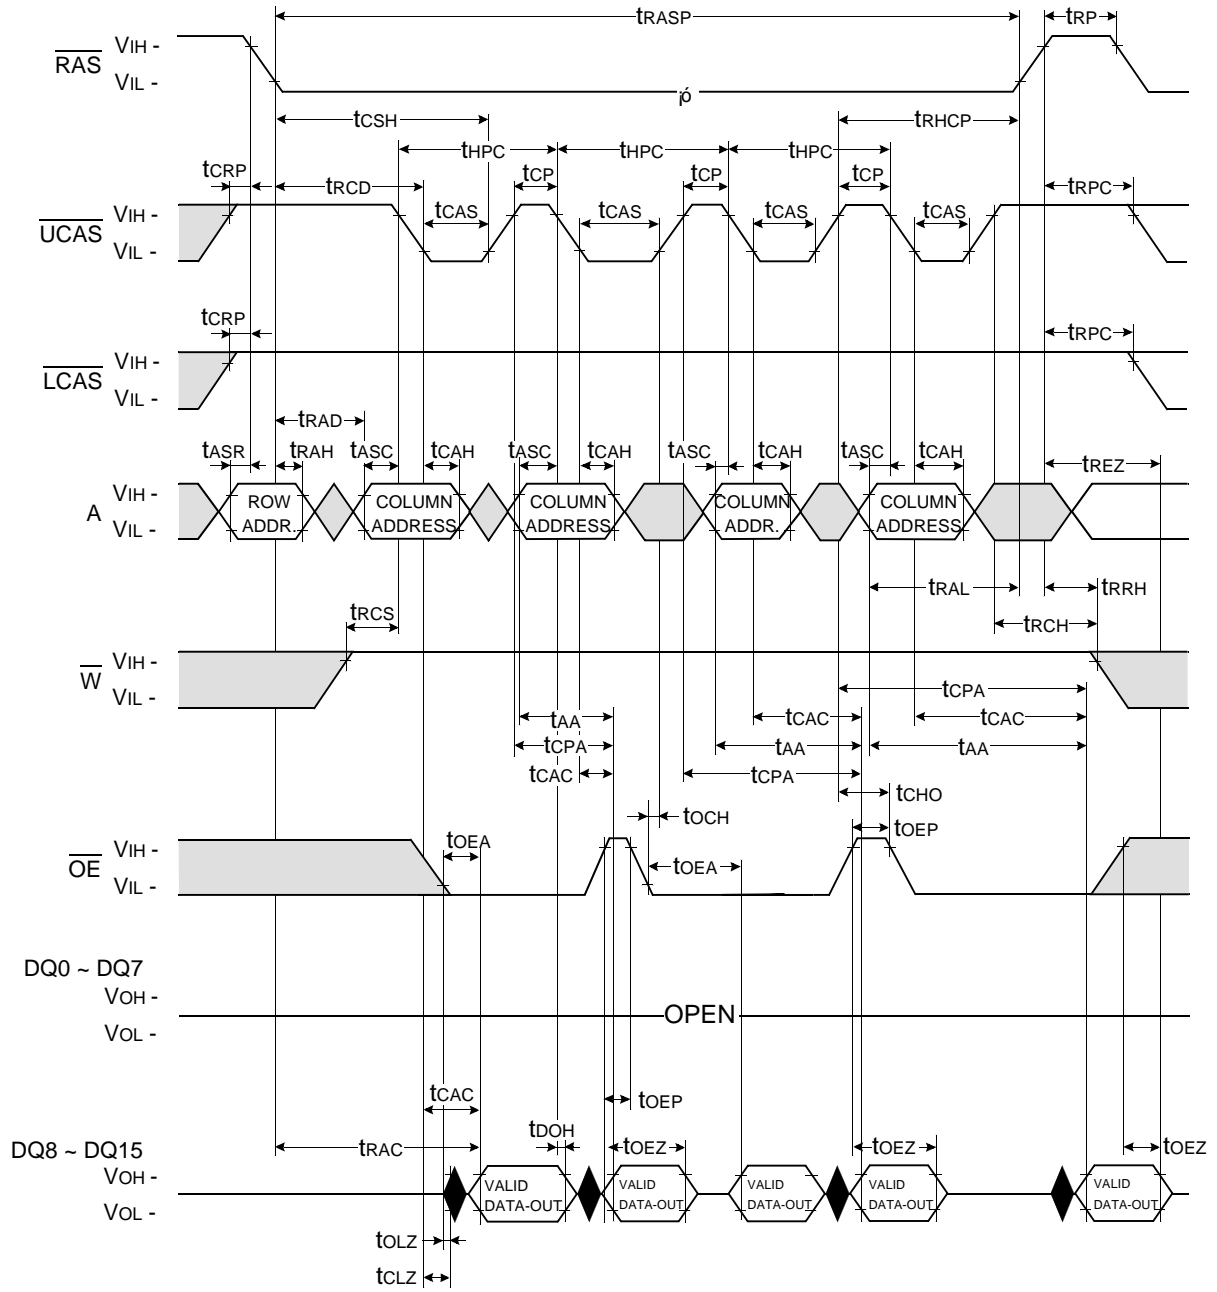 tRASP tRP
RAS VIH -
VIL -
¡ó
tCSH tRHCP
tHPC tHPC tHPC
tCRP tRCD tCP tCP tCP tRPC
tCAS tCAS tCAS tCAS
UCAS VIH -
VIL -
tCRP tRPC
LCAS VIH -
VIL -
tRAD
tASR tRAH tASC tCAH tASC tCAH tASC tCAH tASC tCAH tREZ
A VIH -
VIL -
ROW COLUMN COLUMN COLUMN COLUMN
ADDR. ADDRESS ADDRESS ADDR. ADDRESS
tRAL tRRH
tRCS tRCH
W VIH -
VIL -
tCPA
tAA tCAC tCAC
tCPA tAA tAA
tCAC tCPA
tCHO
tOCH tOEP
tOEA tOEA
OE VIH -
VIL -
DQ0 ~ DQ7
VOH -
OPEN
VOL -
tCAC tOEP
tDOH
tRAC tOEZ tOEZ tOEZ
DQ8 ~ DQ15
VOH -
VOL -
VALID VALID VALID VALID VALID
DATA-OUT DATA-OUT DATA-OUT DATA-OUT DATA-OUT
tOLZ
tCLZ